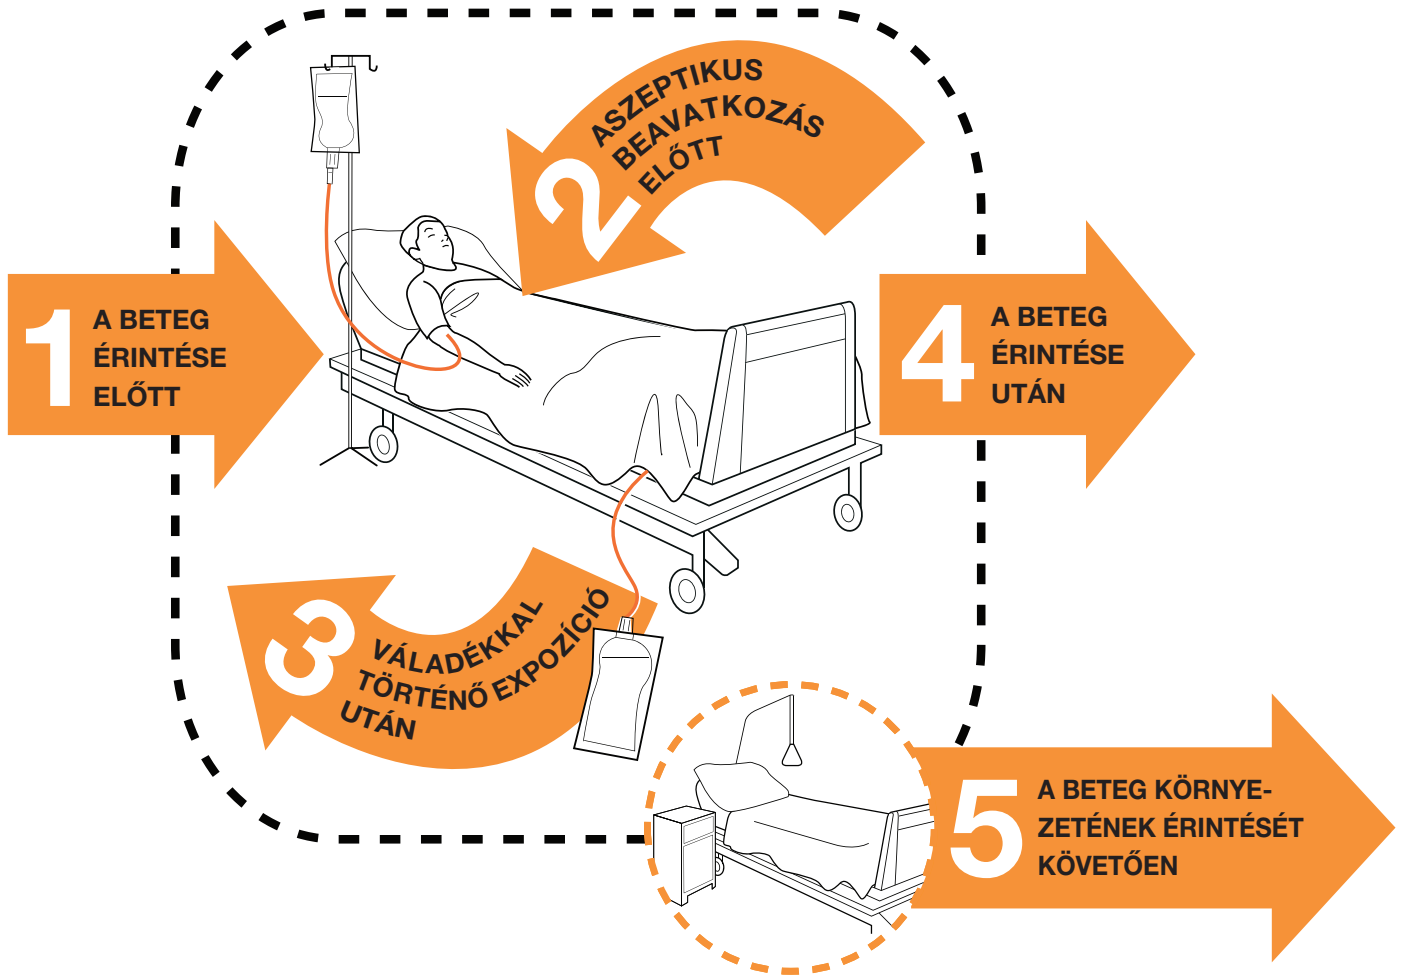 1
A BETEG
ÉRINTÉSE
ELŐTT
2
ASZEPTIKUS
BEAVATKOZÁS
ELŐTT
3
VÁLADÉKKAL
TÖRTÉNŐ EXPOZÍCIÓ
UTÁN
4
A BETEG
ÉRINTÉSE
UTÁN
5
A BETEG KÖRNYE-
ZETÉNEK ÉRINTÉSÉT
KÖVETŐEN